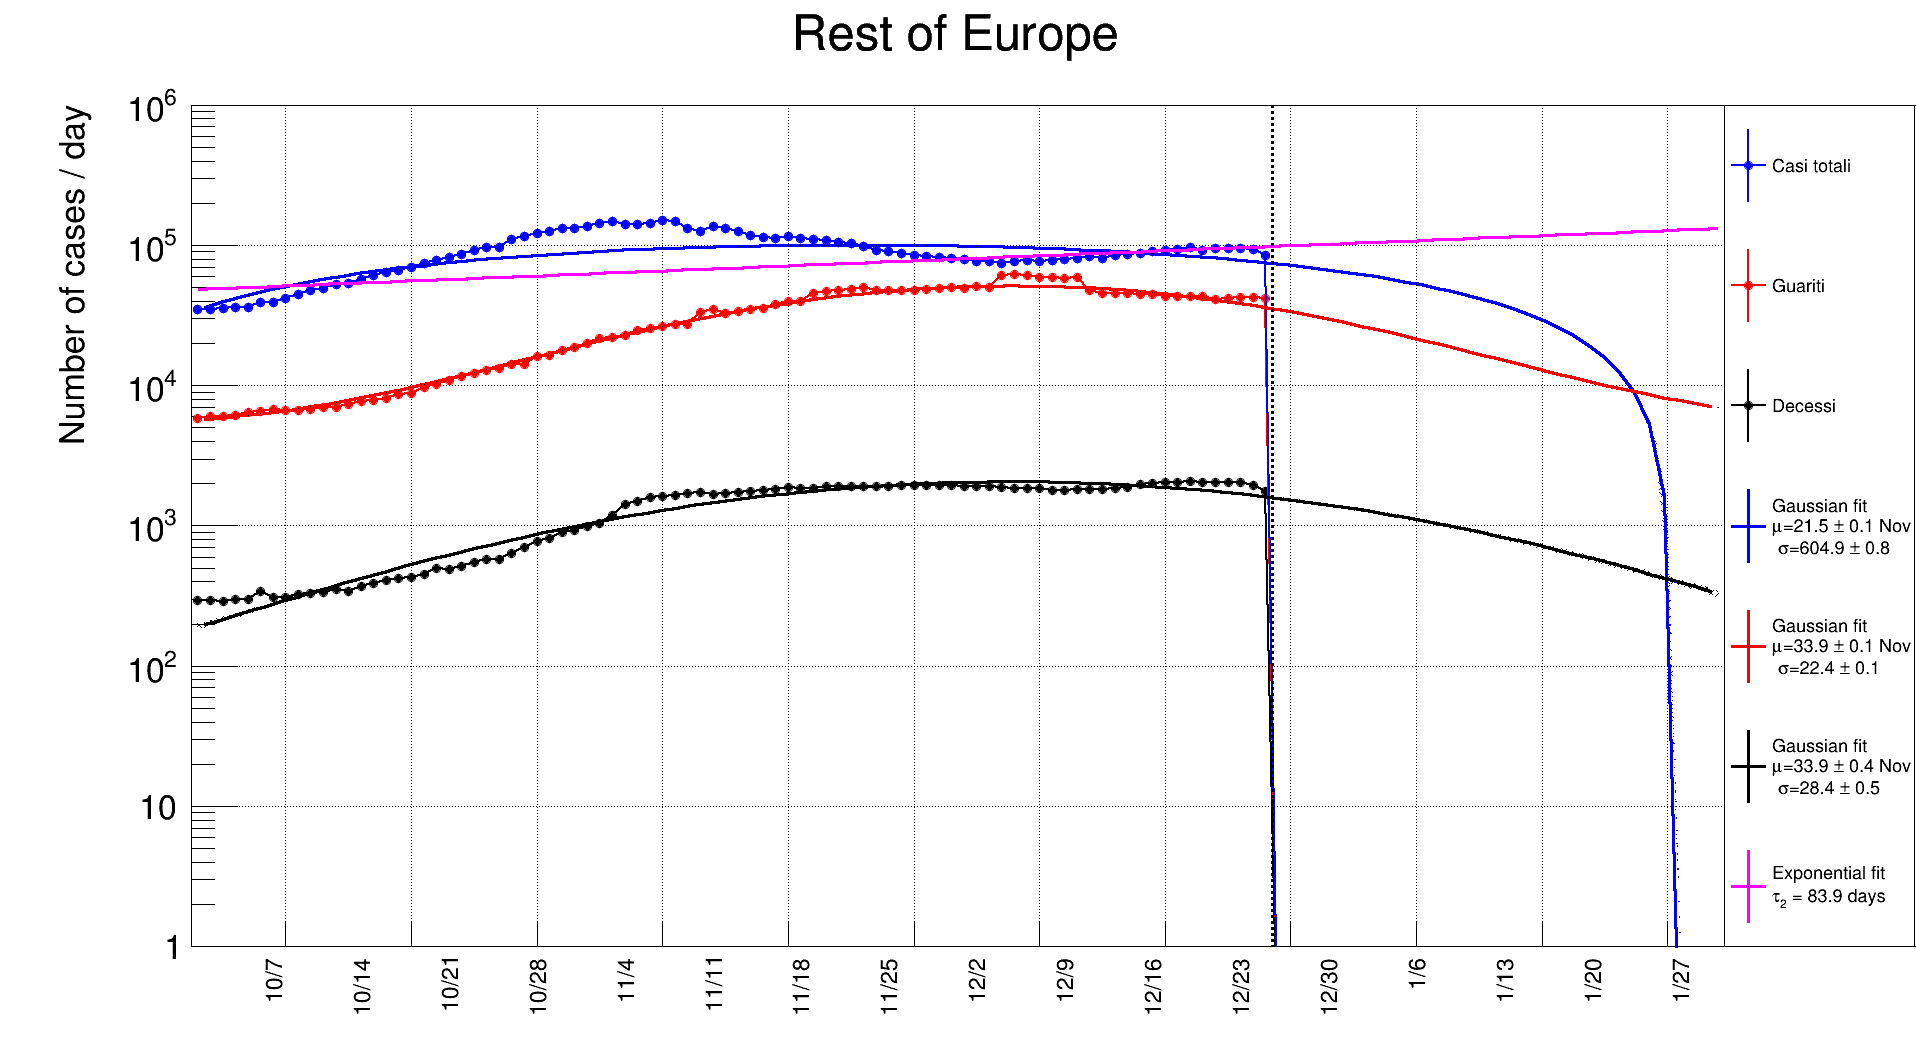 Rest of Europe
Number of cases / day
10^6
10^5
10^4
10^3
10^2
10
1
10/7
10/14
10/21
10/28
11/4
11/11
11/18
11/25
12/2
12/9
12/16
12/23
12/30
1/6
1/13
1/20
1/27
Casi totali
Guariti
Decessi
Gaussian fit
μ=21.5 ± 0.1 Nov
σ=604.9 ± 0.8
Gaussian fit
μ=33.9 ± 0.1 Nov
σ=22.4 ± 0.1
Gaussian fit
μ=33.9 ± 0.4 Nov
σ=28.4 ± 0.5
Exponential fit
τ₂ = 83.9 days